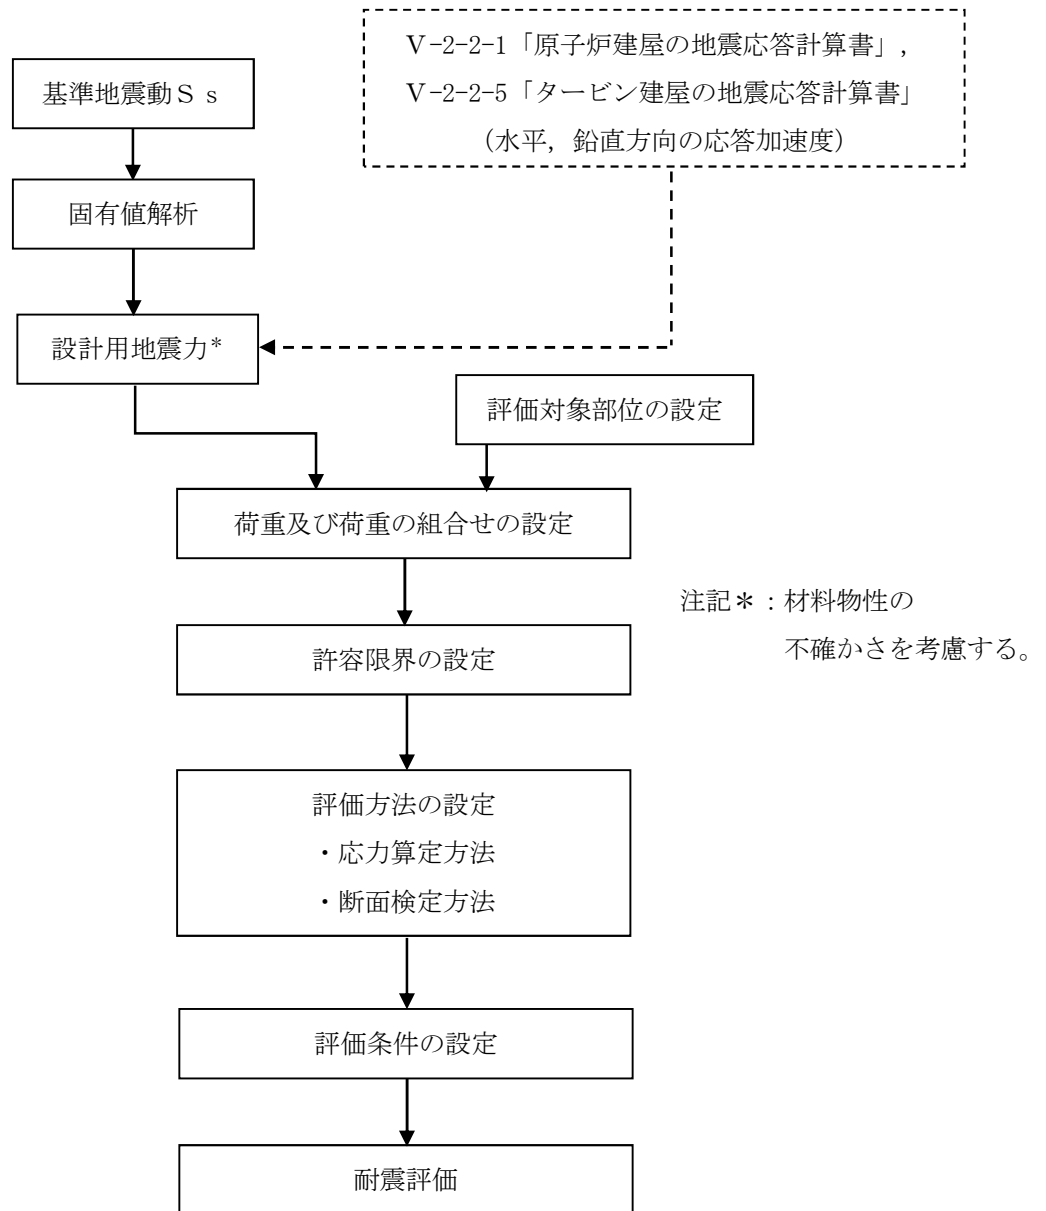 Ⅴ-2-2-1「原子炉建屋の地震応答計算書」,
Ⅴ-2-2-5「タービン建屋の地震応答計算書」
（水平，鉛直方向の応答加速度）
基準地震動Ｓｓ
固有値解析
設計用地震力*
評価対象部位の設定
荷重及び荷重の組合せの設定
注記＊：材料物性の
不確かさを考慮する。
許容限界の設定
評価方法の設定
・応力算定方法
・断面検定方法
評価条件の設定
耐震評価